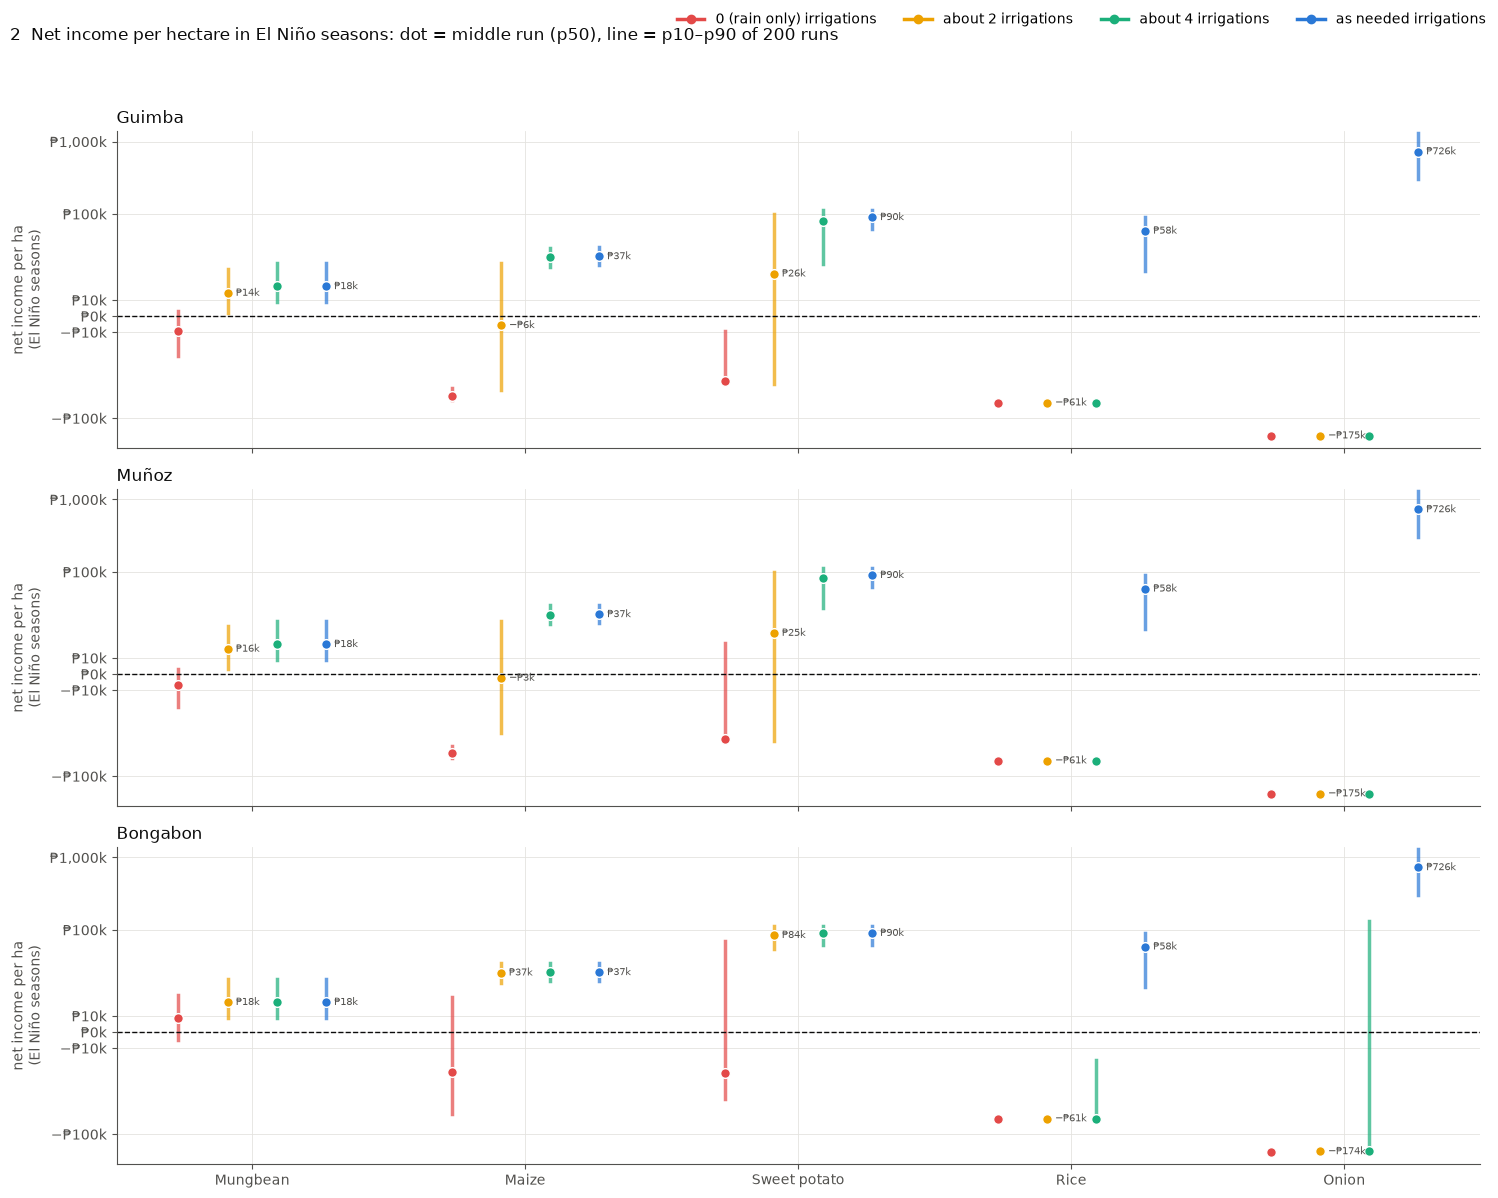 0 (rain only) irrigations
about 2 irrigations
about 4 irrigations
as needed irrigations
2 Net income per hectare in El Niño seasons: dot = middle run (p50), line = p10–p90 of 200 runs
Guimba
net income per ha
(El Niño seasons)
₱1,000k
₱100k
₱10k
₱0k
−₱10k
−₱100k
₱14k
₱18k
−₱6k
₱37k
₱26k
₱90k
−₱61k
₱58k
−₱175k
₱726k
Muñoz
net income per ha
(El Niño seasons)
₱1,000k
₱100k
₱10k
₱0k
−₱10k
−₱100k
₱16k
₱18k
−₱3k
₱37k
₱25k
₱90k
−₱61k
₱58k
−₱175k
₱726k
Bongabon
net income per ha
(El Niño seasons)
₱1,000k
₱100k
₱10k
₱0k
−₱10k
−₱100k
₱18k
₱18k
₱37k
₱37k
₱84k
₱90k
−₱61k
₱58k
−₱174k
₱726k
Mungbean
Maize
Sweet potato
Rice
Onion